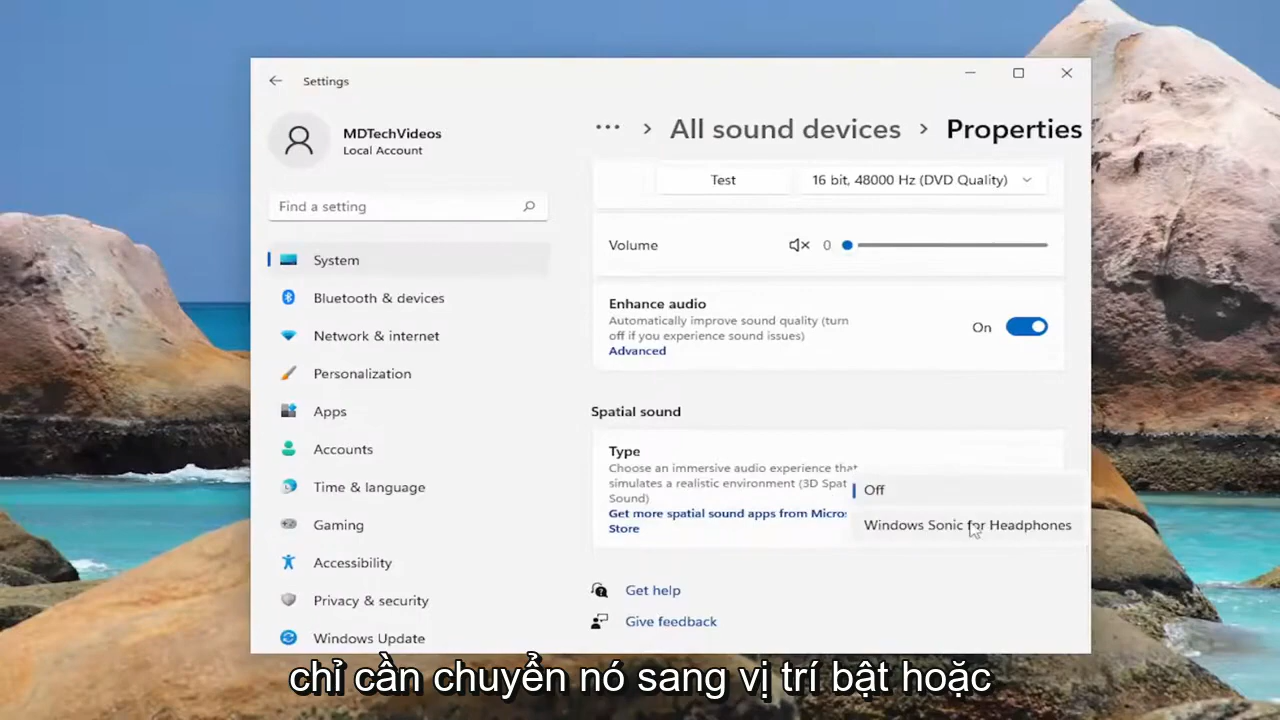 Settings
MDTechVideos
Local Account
Find a setting
System
Bluetooth & devices
Network & internet
Personalization
Apps
Accounts
Time & language
Gaming
Accessibility
Privacy & security
Windows Update
··· > All sound devices > Properties
Test
16 bit, 48000 Hz (DVD Quality)
Volume
0
Enhance audio
Automatically improve sound quality (turn
off if you experience sound issues)
Advanced
On
Spatial sound
Type
Choose an immersive audio experience that
simulates a realistic environment (3D Spat
Sound)
Get more spatial sound apps from Micros
Store
Off
Windows Sonic for Headphones
Get help
Give feedback
chỉ cần chuyển nó sang vị trí bật hoặc